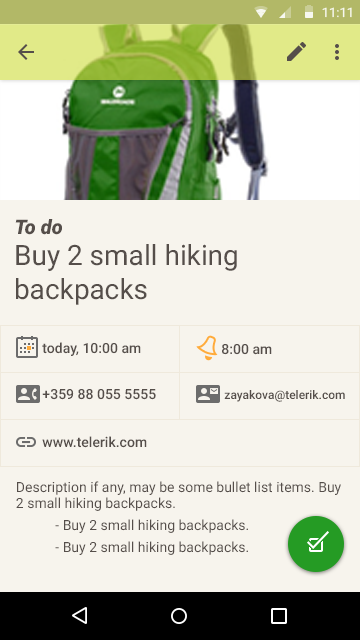 11:11
To do
Buy 2 small hiking
backpacks
today, 10:00 am
8:00 am
+359 88 055 5555
zayakova@telerik.com
www.telerik.com
Description if any, may be some bullet list items. Buy
2 small hiking backpacks.
- Buy 2 small hiking backpacks.
- Buy 2 small hiking backpacks.